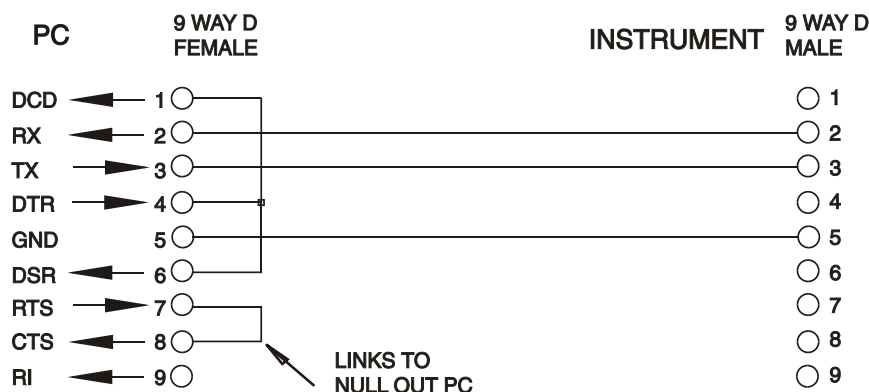 PC
9 WAY D
FEMALE
INSTRUMENT
9 WAY D
MALE
DCD 1 1
RX 2 2
TX 3 3
DTR 4 4
GND 5 5
DSR 6 6
RTS 7 7
CTS 8 8
RI 9 9
LINKS TO
NULL OUT PC